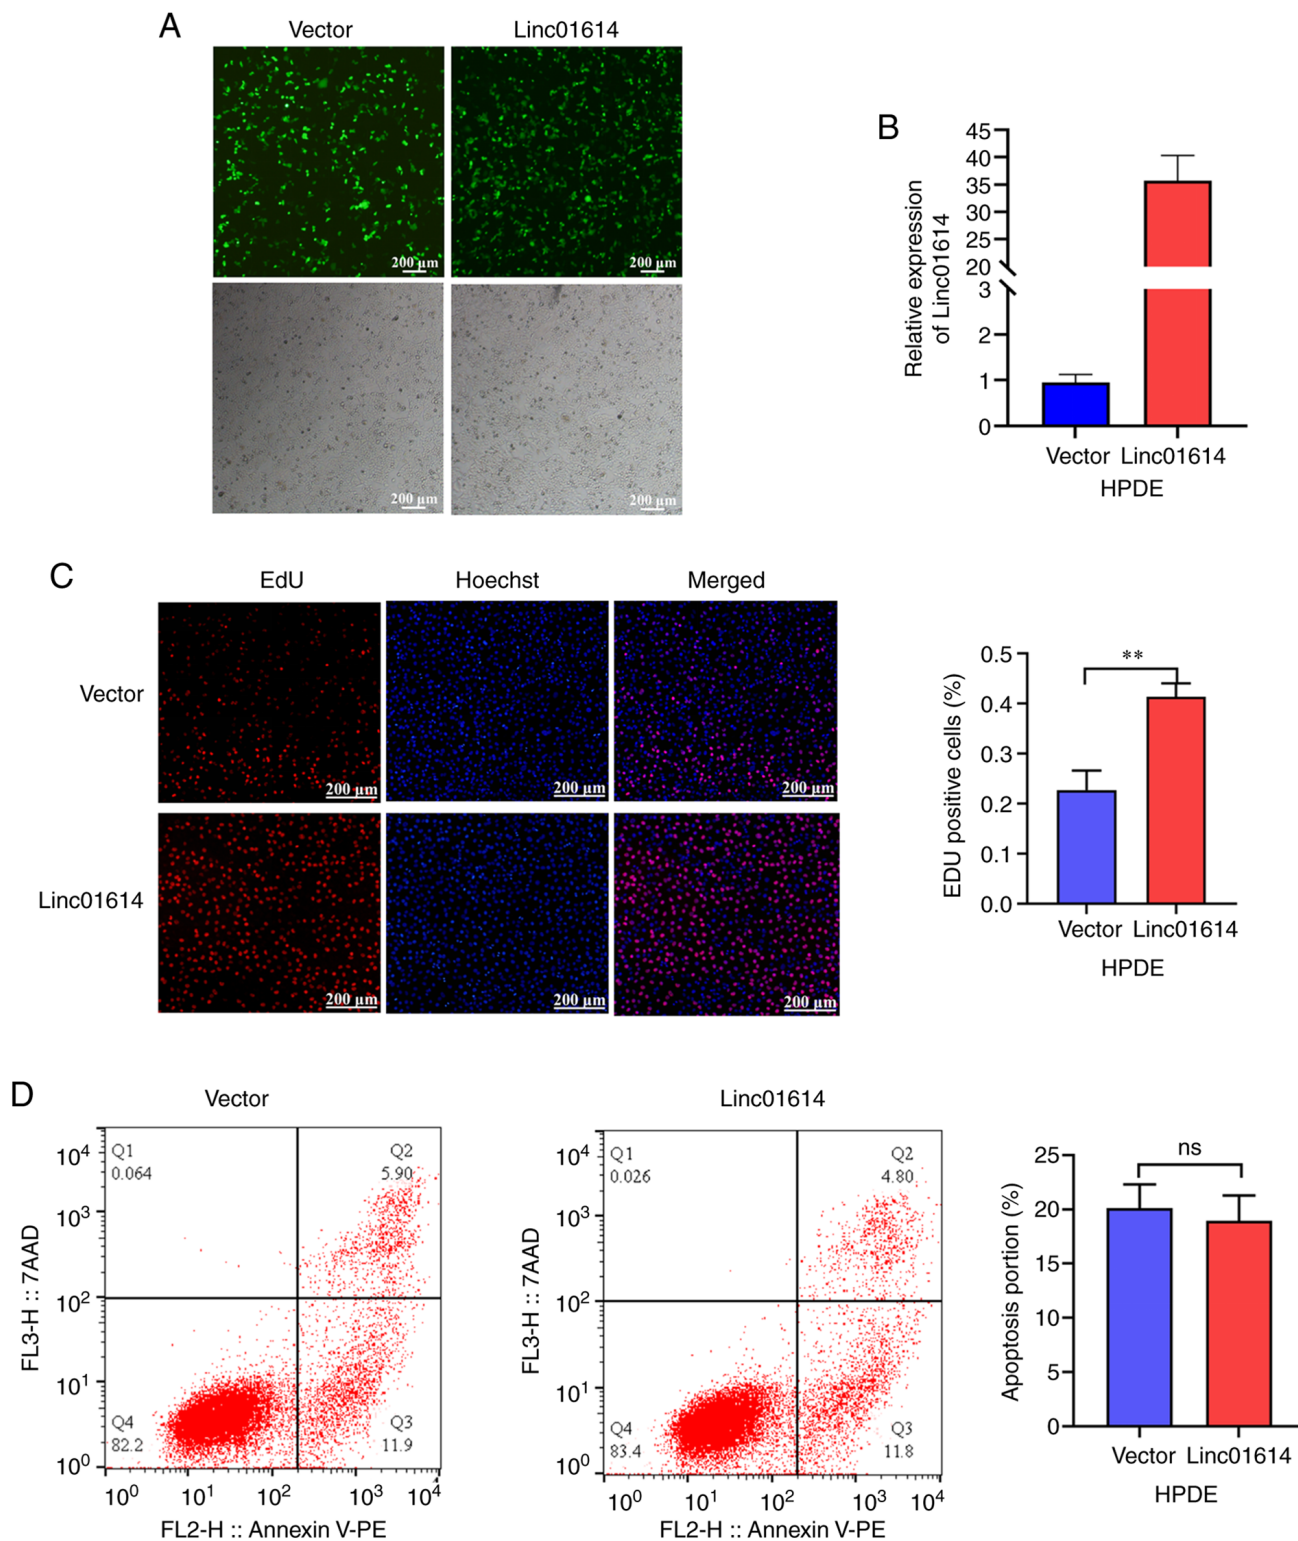 A
Vector
Linc01614
200 µm
200 µm
200 µm
200 µm
B
Relative expression
of Linc01614
45
40
35
30
25
20
3
2
1
0
Vector Linc01614
HPDE
C
EdU
Hoechst
Merged
Vector
200 µm
200 µm
200 µm
Linc01614
200 µm
200 µm
200 µm
EDU positive cells (%)
0.5
0.4
0.3
0.2
0.1
0.0
**
Vector Linc01614
HPDE
D
Vector
FL3-H :: 7AAD
10⁴
10³
10²
10¹
10⁰
Q1
0.064
Q2
5.90
Q4
82.2
Q3
11.9
10⁰ 10¹ 10² 10³ 10⁴
FL2-H :: Annexin V-PE
Linc01614
FL3-H :: 7AAD
10⁴
10³
10²
10¹
10⁰
Q1
0.026
Q2
4.80
Q4
83.4
Q3
11.8
10⁰ 10¹ 10² 10³ 10⁴
FL2-H :: Annexin V-PE
Apoptosis portion (%)
25
20
15
10
5
0
ns
Vector Linc01614
HPDE